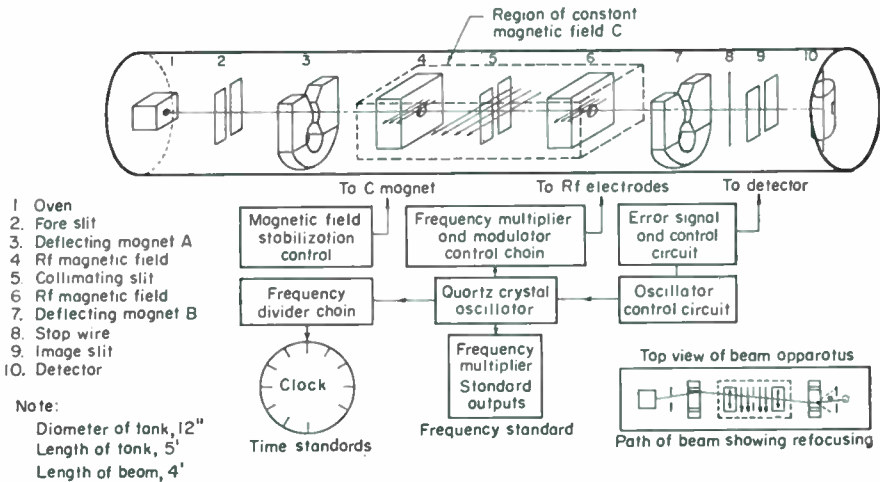 Region of constant
magnetic field C
1 2 3 4 5 6 7 8 9 10
To C magnet
To Rf electrodes
To detector
1 Oven
2. Fore slit
3. Deflecting magnet A
4 Rf magnetic field
5. Collimating slit
6 Rf magnetic field
7. Deflecting magnet B
8. Stop wire
9. Image slit
10. Detector
Note:
Diameter of tank, 12"
Length of tank, 5'
Length of beam, 4'
Magnetic field
stabilization
control
Frequency multiplier
and modulator
control chain
Error signal
and control
circuit
Frequency
divider chain
Quartz crystal
oscillator
Oscillator
control circuit
Clock
Time standards
Frequency
multiplier
Standard
outputs
Frequency standard
Top view of beam apparatus
Path of beam showing refocusing